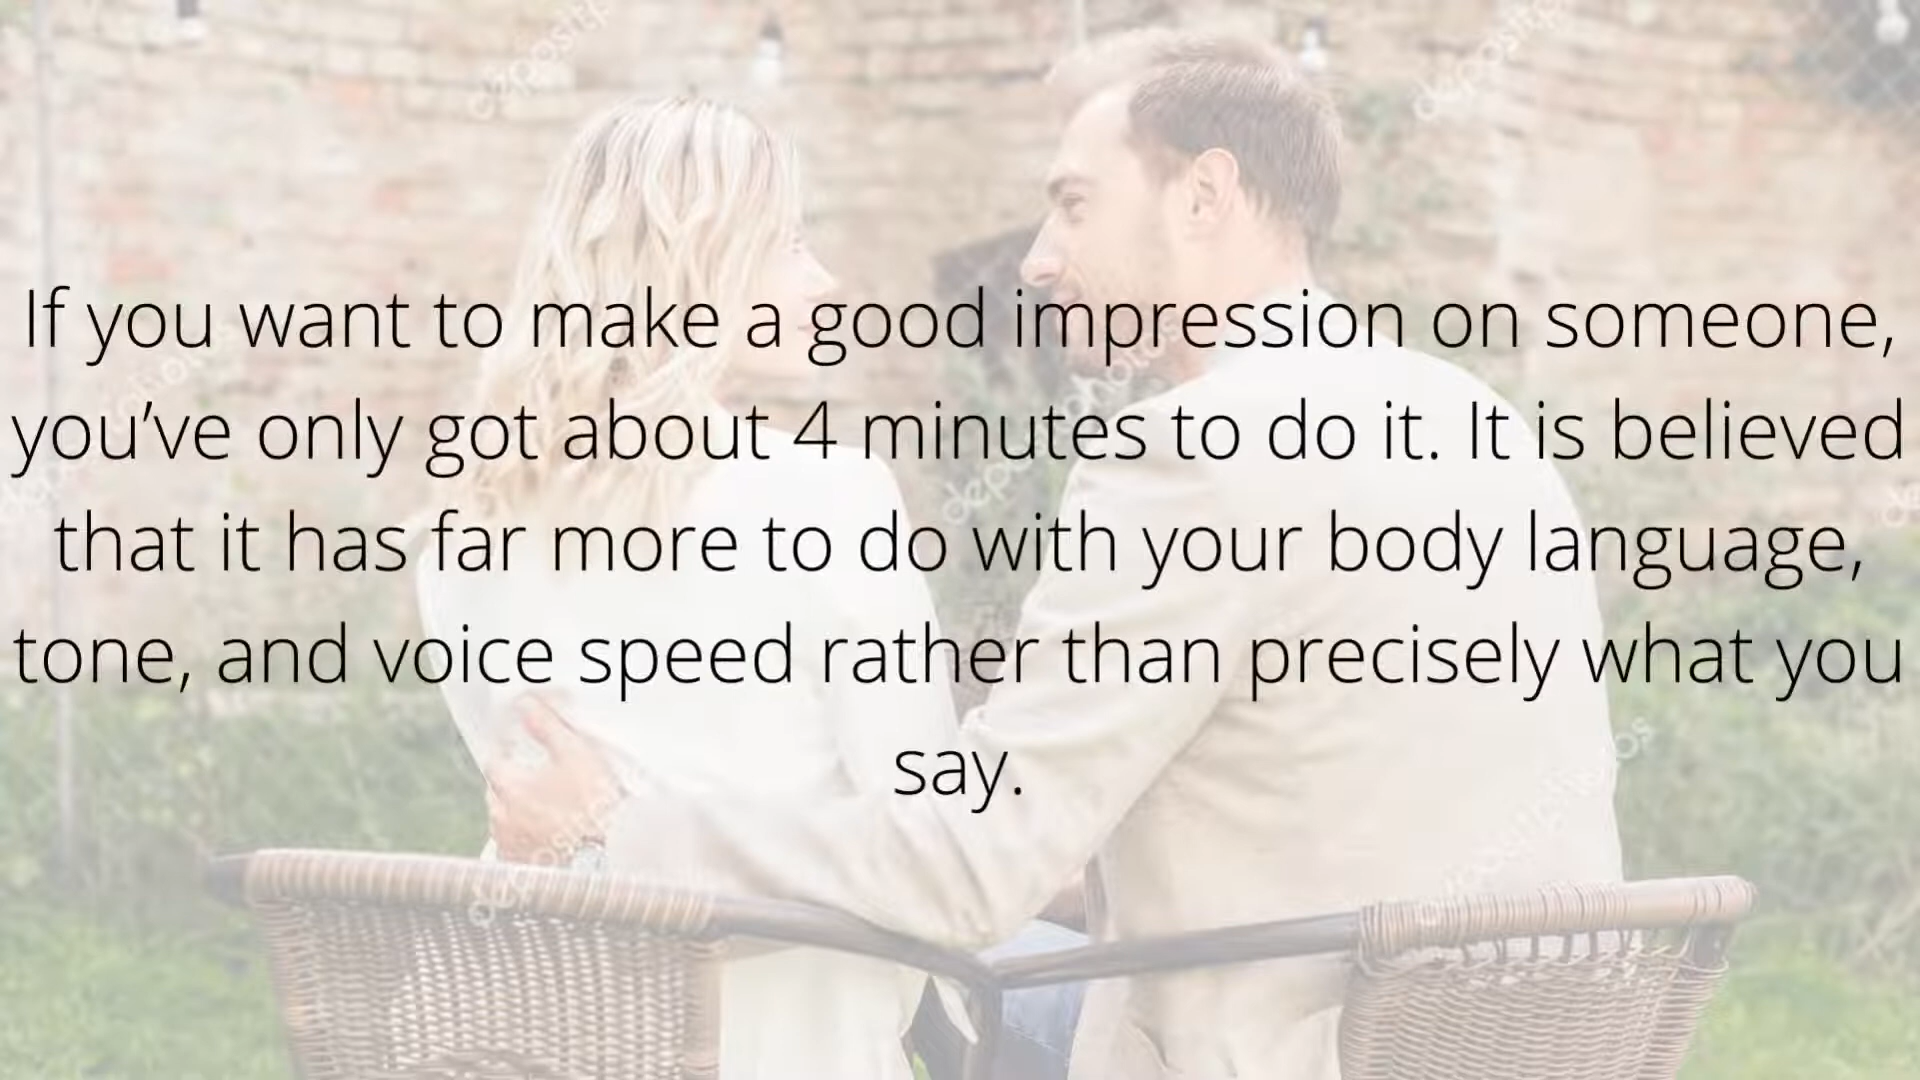 If you want to make a good impression on someone,
you’ve only got about 4 minutes to do it. It is believed
that it has far more to do with your body language,
tone, and voice speed rather than precisely what you
say.